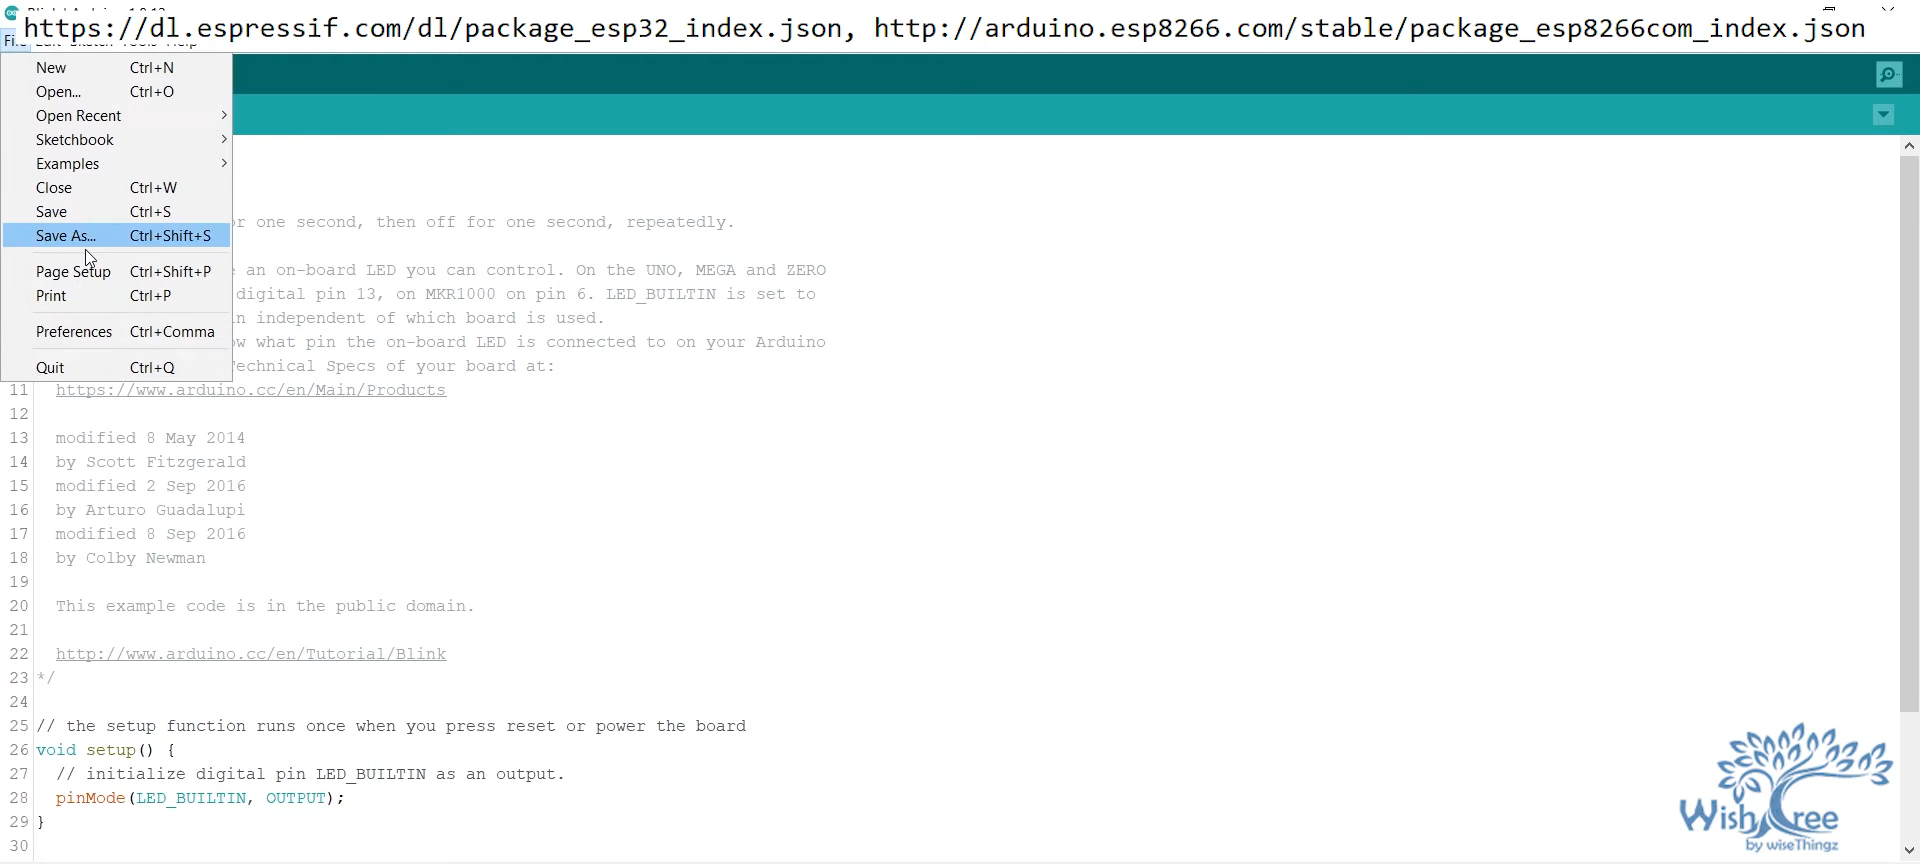 https://dl.espressif.com/dl/package_esp32_index.json, http://arduino.esp8266.com/stable/package_esp8266com_index.json
New Ctrl+N
Open... Ctrl+O
Open Recent
Sketchbook
Examples
Close Ctrl+W
Save Ctrl+S
Save As... Ctrl+Shift+S
Page Setup Ctrl+Shift+P
Print Ctrl+P
Preferences Ctrl+Comma
Quit Ctrl+Q
for one second, then off for one second, repeatedly.
an on-board LED you can control. On the UNO, MEGA and ZERO
digital pin 13, on MKR1000 on pin 6. LED_BUILTIN is set to
independent of which board is used.
what pin the on-board LED is connected to on your Arduino
Technical Specs of your board at:
11 https://www.arduino.cc/en/Main/Products
12
13 modified 8 May 2014
14 by Scott Fitzgerald
15 modified 2 Sep 2016
16 by Arturo Guadalupi
17 modified 8 Sep 2016
18 by Colby Newman
19
20 This example code is in the public domain.
21
22 http://www.arduino.cc/en/Tutorial/Blink
23 */
24
25 // the setup function runs once when you press reset or power the board
26 void setup() {
27 // initialize digital pin LED_BUILTIN as an output.
28 pinMode(LED_BUILTIN, OUTPUT);
29 }
30
Wish Tree
by wiseThingz